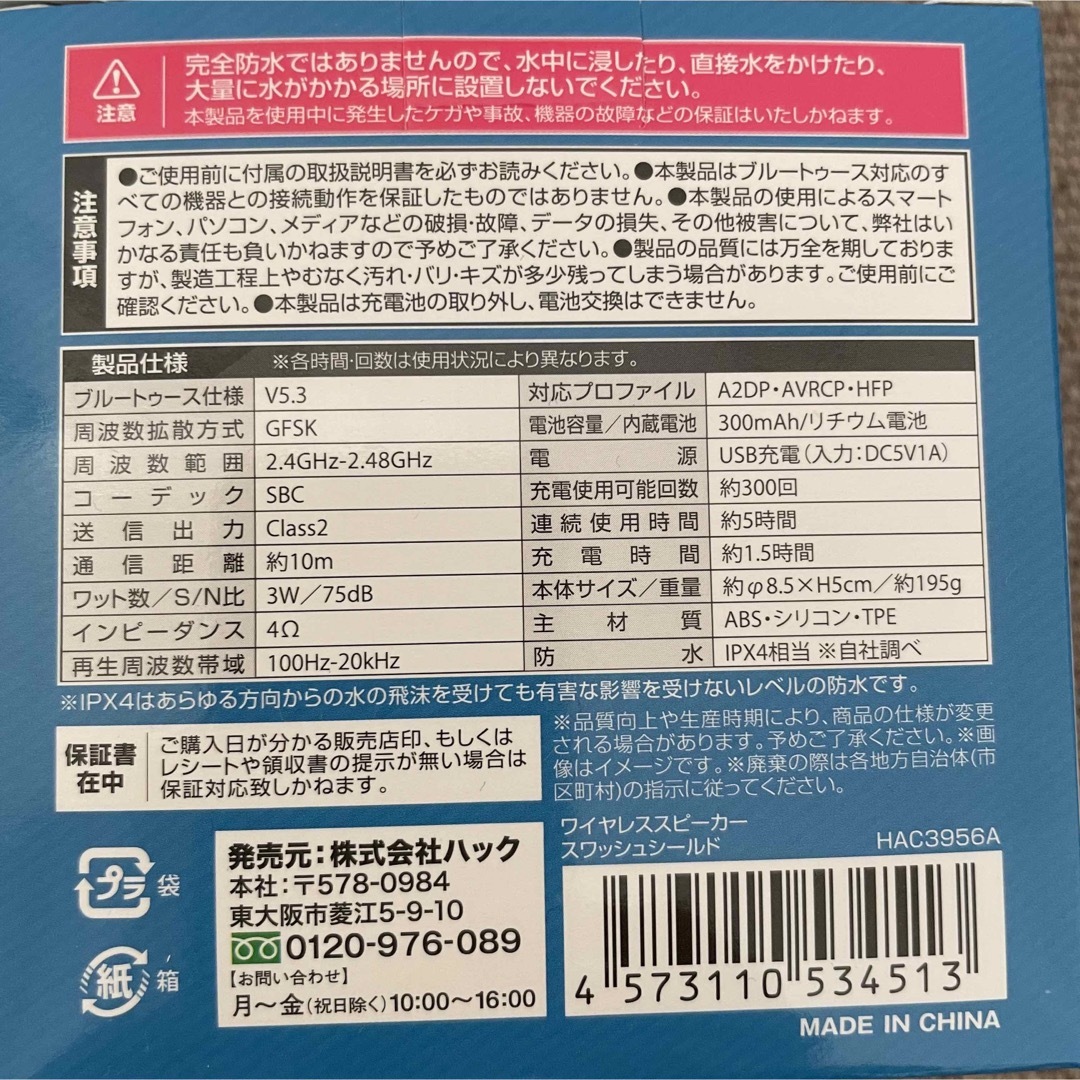 完全防水ではありませんので、水中に浸したり、直接水をかけたり、
大量に水がかかる場所に設置しないでください。
本製品を使用中に発生したケガや事故、機器の故障などの保証はいたしかねます。
注意
注意事項
●ご使用前に付属の取扱説明書を必ずお読みください。●本製品はブルートゥース対応のす
べての機器との接続動作を保証したものではありません。●本製品の使用によるスマート
フォン、パソコン、メディアなどの破損・故障、データの損失、その他被害について、弊社はい
かなる責任も負いかねますので予めご了承ください。●製品の品質には万全を期しておりま
すが、製造工程上やむなく汚れ・バリ・キズが多少残ってしまう場合があります。ご使用前にご
確認ください。●本製品は充電池の取り外し、電池交換はできません。
製品仕様 ※各時間・回数は使用状況により異なります。
ブルートゥース仕様 V5.3
周波数拡散方式 GFSK
周波数範囲 2.4GHz-2.48GHz
コーデック SBC
送信出力 Class2
通信距離 約10m
ワット数／S/N比 3W／75dB
インピーダンス 4Ω
再生周波数帯域 100Hz-20kHz
対応プロファイル A2DP・AVRCP・HFP
電池容量／内蔵電池 300mAh/リチウム電池
電源 USB充電（入力：DC5V1A）
充電使用可能回数 約300回
連続使用時間 約5時間
充電時間 約1.5時間
本体サイズ／重量 約φ8.5×H5cm／約195g
主材質 ABS・シリコン・TPE
防水 IPX4相当 ※自社調べ
※IPX4はあらゆる方向からの水の飛沫を受けても有害な影響を受けないレベルの防水です。
保証書
在中
ご購入日が分かる販売店印、もしくは
レシートや領収書の提示が無い場合は
保証対応致しかねます。
※品質向上や生産時期により、商品の仕様が変更
される場合があります。予めご了承ください。※画
像はイメージです。※廃棄の際は各地方自治体（市
区町村）の指示に従ってください。
プラ 袋
紙 箱
発売元：株式会社ハック
本社：〒578-0984
東大阪市菱江5-9-10
0120-976-089
【お問い合わせ】
月～金（祝日除く）10:00～16:00
ワイヤレススピーカー
スワッシュシールド HAC3956A
4 573110 534513
MADE IN CHINA